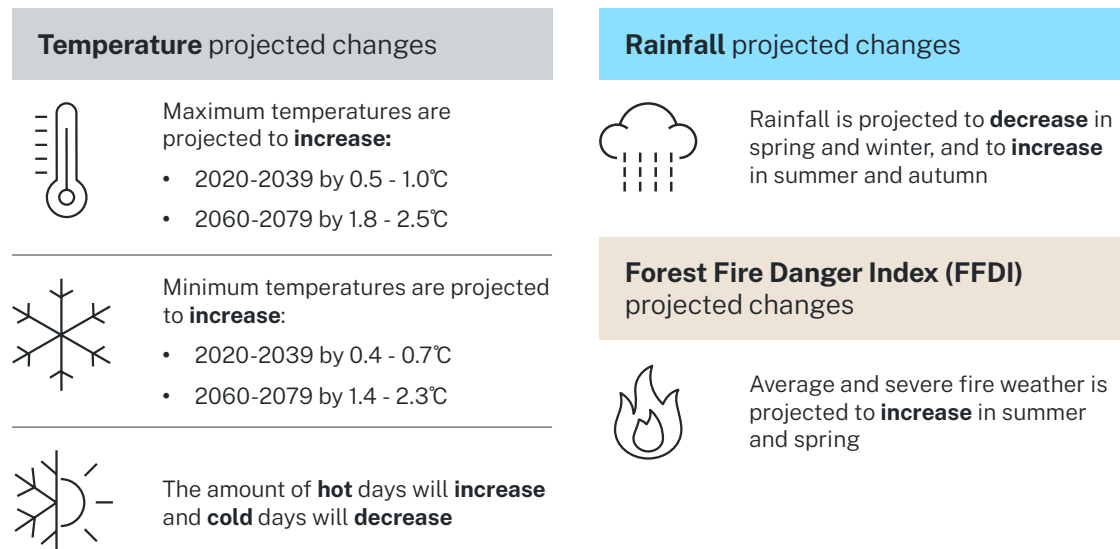 Temperature projected changes
Maximum temperatures are
projected to increase:
• 2020-2039 by 0.5 - 1.0℃
• 2060-2079 by 1.8 - 2.5℃
Minimum temperatures are projected
to increase:
• 2020-2039 by 0.4 - 0.7℃
• 2060-2079 by 1.4 - 2.3℃
The amount of hot days will increase
and cold days will decrease
Rainfall projected changes
Rainfall is projected to decrease in
spring and winter, and to increase
in summer and autumn
Forest Fire Danger Index (FFDI)
projected changes
Average and severe fire weather is
projected to increase in summer
and spring